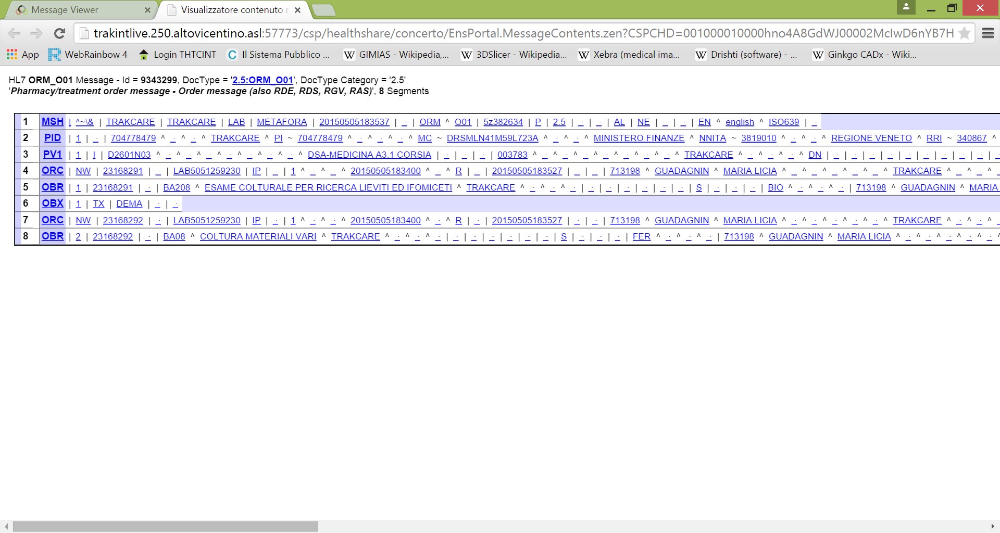 Message Viewer
Visualizzatore contenuto
trakintlive.250.altovicentino.asl:57773/csp/healthshare/concerto/EnsPortal.MessageContents.zen?CSPCHD=001000010000hno4A8GdWJ00002McIwD6nYB7H
App WebRainbow 4 Login THTCINT Il Sistema Pubblico ... GIMIAS - Wikipedia,... 3DSlicer - Wikipedia... Xebra (medical ima... Drishti (software) - ... Ginkgo CADx - Wiki...
HL7 ORM_O01 Message - Id = 9343299, DocType = '2.5:ORM_O01', DocType Category = '2.5'
'Pharmacy/treatment order message - Order message (also RDE, RDS, RGV, RAS)', 8 Segments
1 MSH | ^~\& | TRAKCARE | TRAKCARE | LAB | METAFORA | 20150505183537 | . | ORM ^ O01 | 5z382634 | P | 2.5 | . | . | AL | NE | . | . | EN ^ english ^ ISO639 | .
2 PID | 1 | . | 704778479 ^ . ^ . ^ TRAKCARE ^ PI ~ 704778479 ^ . ^ . ^ . ^ MC ~ DRSMLN41M59L723A ^ . ^ . ^ MINISTERO FINANZE ^ NNITA ~ 3819010 ^ . ^ . ^ REGIONE VENETO ^ RRI ~ 340867 ^
3 PV1 | 1 | I | D2601N03 ^ . ^ . ^ . ^ . ^ . ^ . ^ . ^ DSA-MEDICINA A3.1 CORSIA | . | . | . | 003783 ^ . ^ . ^ . ^ . ^ . ^ . ^ . ^ TRAKCARE ^ . ^ . ^ . ^ DN | . | . | . | . | . | . | . | . | . | .
4 ORC | NW | 23168291 | . | LAB5051259230 | IP | . | 1 ^ . ^ . ^ 20150505183400 ^ . ^ R | . | 20150505183527 | . | . | 713198 ^ GUADAGNIN ^ MARIA LICIA ^ . ^ . ^ . ^ . ^ . ^ TRAKCARE ^ . ^ . ^ .
5 OBR | 1 | 23168291 | . | BA208 ^ ESAME COLTURALE PER RICERCA LIEVITI ED IFOMICETI ^ TRAKCARE ^ . ^ . ^ . | . | . | . | . | . | . | S | . | . | . | BIO ^ . ^ . ^ . | 713198 ^ GUADAGNIN ^ MARIA
6 OBX | 1 | TX | DEMA | . | .
7 ORC | NW | 23168292 | . | LAB5051259230 | IP | . | 1 ^ . ^ . ^ 20150505183400 ^ . ^ R | . | 20150505183527 | . | . | 713198 ^ GUADAGNIN ^ MARIA LICIA ^ . ^ . ^ . ^ . ^ . ^ TRAKCARE ^ . ^ . ^ .
8 OBR | 2 | 23168292 | . | BA08 ^ COLTURA MATERIALI VARI ^ TRAKCARE ^ . ^ . ^ . | . | . | . | . | . | . | S | . | . | . | FER ^ . ^ . ^ . | 713198 ^ GUADAGNIN ^ MARIA LICIA ^ . ^ . ^ . ^ . ^ . ^